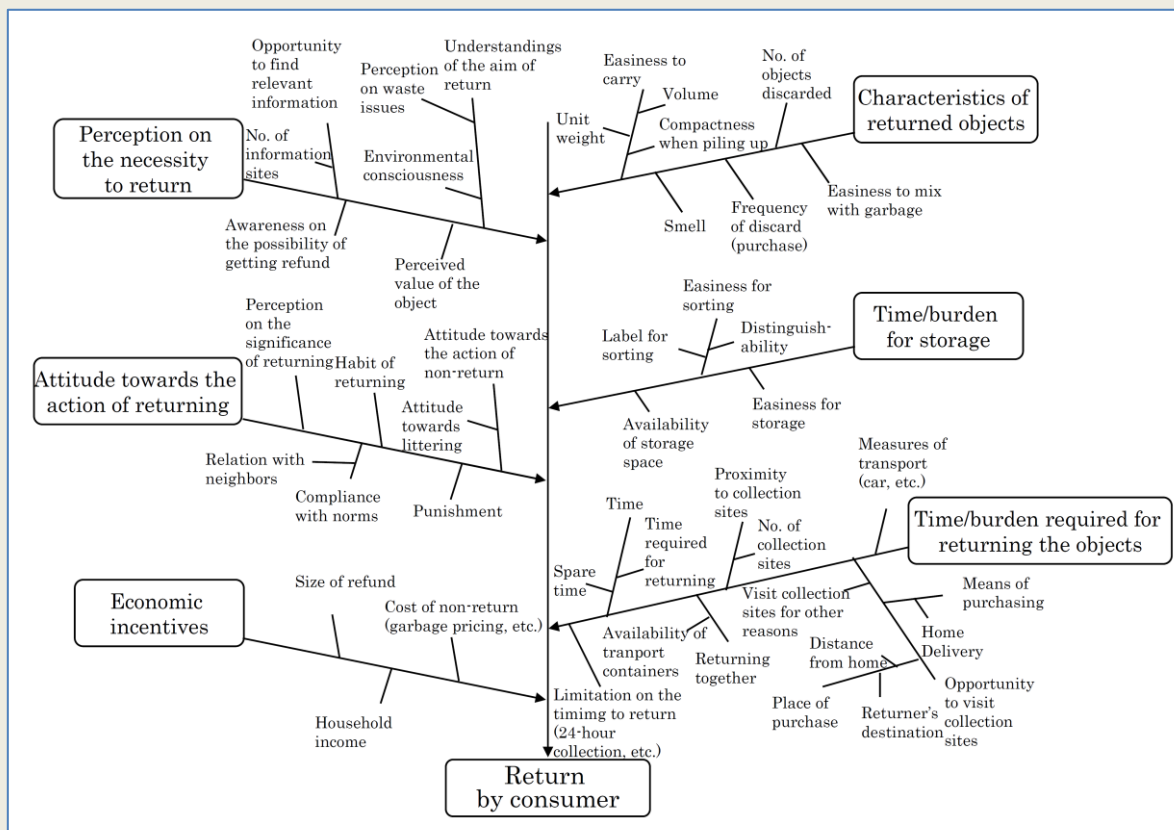 Opportunity
to find
relevant
information
Perception
on waste
issues
Understandings
of the aim of
return
Perception on
the necessity
to return
No. of
information
sites
Environmental
consciousness
Awareness on
the possibility of
getting refund
Perceived
value of the
object
Easiness to
carry
Volume
Unit
weight
Compactness
when piling up
No. of
objects
discarded
Characteristics of
returned objects
Smell
Frequency
of discard
(purchase)
Easiness to mix
with garbage
Perception
on the
significance
of returning
Habit of
returning
Attitude towards
the action of
non-return
Attitude towards the
action of returning
Attitude
towards
littering
Relation with
neighbors
Compliance
with norms
Punishment
Easiness for
sorting
Label for
sorting
Distinguish-
ability
Time/burden
for storage
Availability
of storage
space
Easiness for
storage
Economic
incentives
Size of refund
Cost of non-return
(garbage pricing, etc.)
Household
income
Time
Spare
time
Time
required
for
returning
Proximity
to collection
sites
No. of
collection
sites
Measures of
transport
(car, etc.)
Time/burden required for
returning the objects
Visit collection
sites for other
reasons
Availability of
tranport
containers
Returning
together
Limitation on the
timing to return
(24-hour
collection, etc.)
Means of
purchasing
Home
Delivery
Distance
from home
Place of
purchase
Returner's
destination
Opportunity
to visit
collection
sites
Return
by consumer